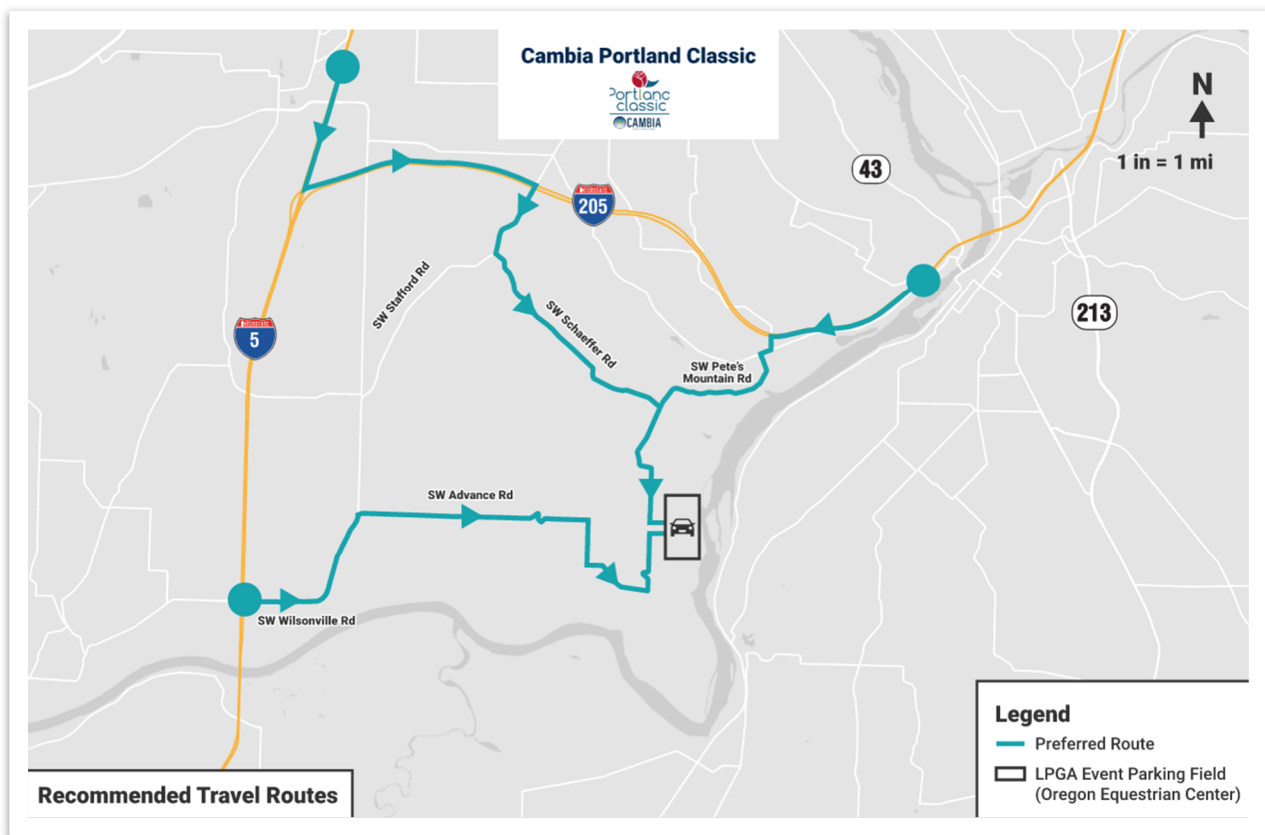 Cambia Portland Classic
Portland
classic
CAMBIA
N
1 in = 1 mi
43
INTERSTATE
205
213
SW Stafford Rd
INTERSTATE
5
SW Schaeffer Rd
SW Pete's
Mountain Rd
SW Advance Rd
SW Wilsonville Rd
Legend
Preferred Route
LPGA Event Parking Field
(Oregon Equestrian Center)
Recommended Travel Routes